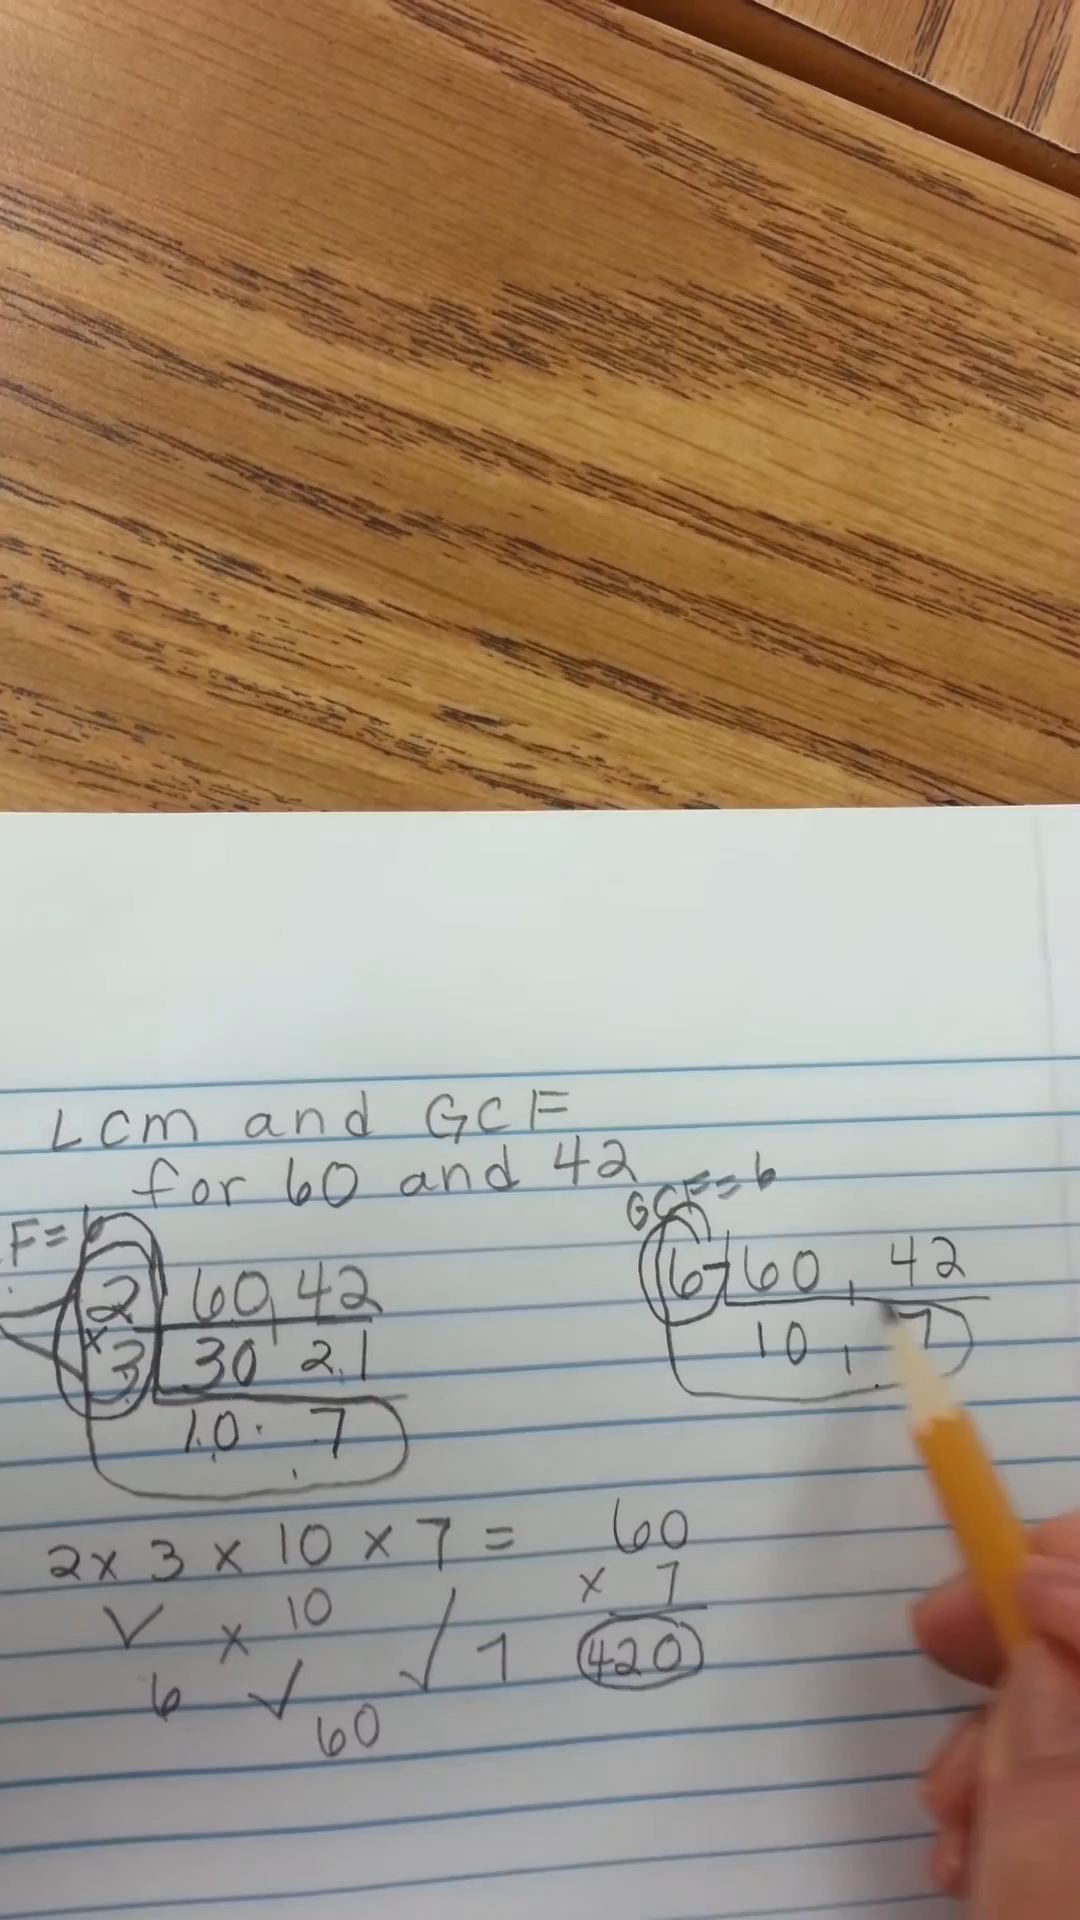 LCM and GCF
for 60 and 42
F = 6
2 60, 42
× 3 30 21
10 7
GCF = 6
6 60, 42
10, 7
2 × 3 × 10 × 7 =
6 × 10
60 7
60
× 7
420